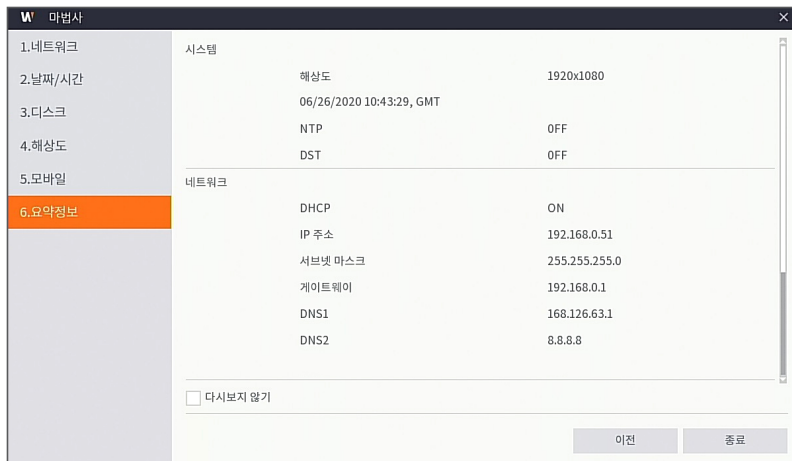 W 마법사
1.네트워크
2.날짜/시간
3.디스크
4.해상도
5.모바일
6.요약정보
시스템
해상도 1920x1080
06/26/2020 10:43:29, GMT
NTP 0FF
DST 0FF
네트워크
DHCP ON
IP 주소 192.168.0.51
서브넷 마스크 255.255.255.0
게이트웨이 192.168.0.1
DNS1 168.126.63.1
DNS2 8.8.8.8
다시보지 않기
이전 종료